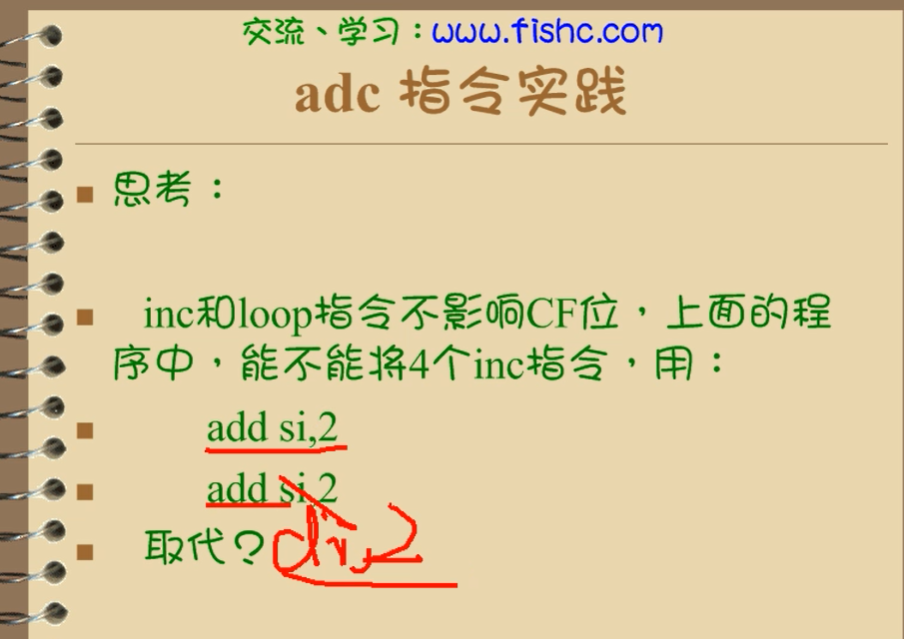 交流、学习：www.fishc.com
adc 指令实践
思考：
inc和loop指令不影响CF位，上面的程
序中，能不能将4个inc指令，用：
add si,2
add si,2
取代？di,2